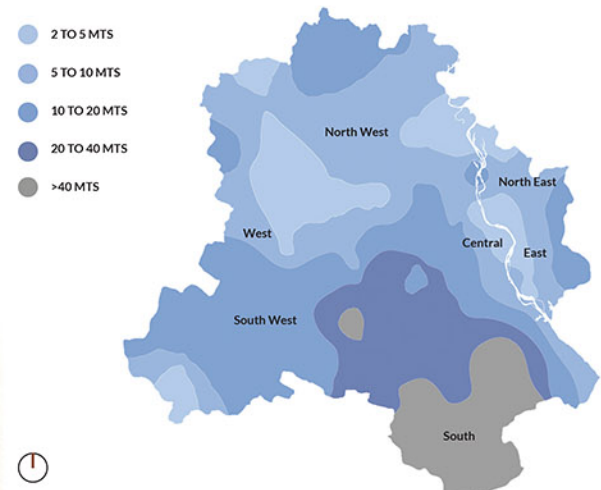 2 TO 5 MTS
5 TO 10 MTS
10 TO 20 MTS
20 TO 40 MTS
>40 MTS
North West
North East
West
Central
East
South West
South